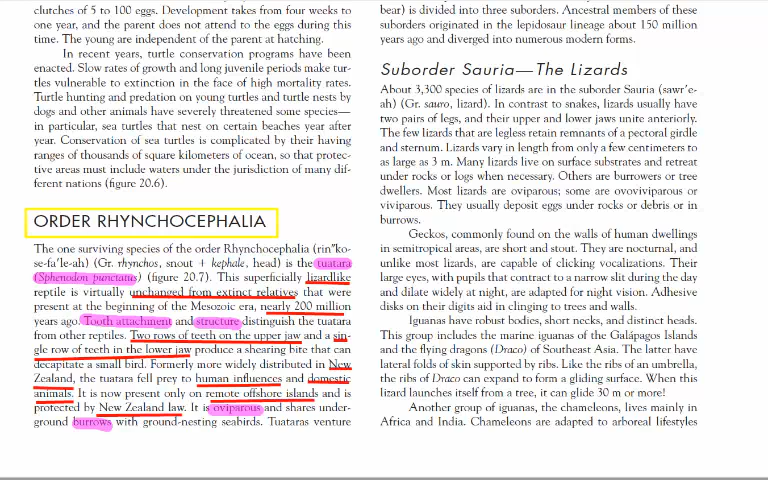 clutches of 5 to 100 eggs. Development takes from four weeks to
one year, and the parent does not attend to the eggs during this
time. The young are independent of the parent at hatching.
In recent years, turtle conservation programs have been
enacted. Slow rates of growth and long juvenile periods make tur-
tles vulnerable to extinction in the face of high mortality rates.
Turtle hunting and predation on young turtles and turtle nests by
dogs and other animals have severely threatened some species—
in particular, sea turtles that nest on certain beaches year after
year. Conservation of sea turtles is complicated by their having
ranges of thousands of square kilometers of ocean, so that protec-
tive areas must include waters under the jurisdiction of many dif-
ferent nations (figure 20.6).
ORDER RHYNCHOCEPHALIA
The one surviving species of the order Rhynchocephalia (rin″ko-
se-fa′le-ah) (Gr. rhynchos, snout + kephale, head) is the tuatara
(Sphenodon punctatus) (figure 20.7). This superficially lizardlike
reptile is virtually unchanged from extinct relatives that were
present at the beginning of the Mesozoic era, nearly 200 million
years ago. Tooth attachment and structure distinguish the tuatara
from other reptiles. Two rows of teeth on the upper jaw and a sin-
gle row of teeth in the lower jaw produce a shearing bite that can
decapitate a small bird. Formerly more widely distributed in New
Zealand, the tuatara fell prey to human influences and domestic
animals. It is now present only on remote offshore islands and is
protected by New Zealand law. It is oviparous and shares under-
ground burrows with ground-nesting seabirds. Tuataras venture
bear) is divided into three suborders. Ancestral members of these
suborders originated in the lepidosaur lineage about 150 million
years ago and diverged into numerous modern forms.
Suborder Sauria—The Lizards
About 3,300 species of lizards are in the suborder Sauria (sawr′e-
ah) (Gr. sauro, lizard). In contrast to snakes, lizards usually have
two pairs of legs, and their upper and lower jaws unite anteriorly.
The few lizards that are legless retain remnants of a pectoral girdle
and sternum. Lizards vary in length from only a few centimeters to
as large as 3 m. Many lizards live on surface substrates and retreat
under rocks or logs when necessary. Others are burrowers or tree
dwellers. Most lizards are oviparous; some are ovoviviparous or
viviparous. They usually deposit eggs under rocks or debris or in
burrows.
Geckos, commonly found on the walls of human dwellings
in semitropical areas, are short and stout. They are nocturnal, and
unlike most lizards, are capable of clicking vocalizations. Their
large eyes, with pupils that contract to a narrow slit during the day
and dilate widely at night, are adapted for night vision. Adhesive
disks on their digits aid in clinging to trees and walls.
Iguanas have robust bodies, short necks, and distinct heads.
This group includes the marine iguanas of the Galápagos Islands
and the flying dragons (Draco) of Southeast Asia. The latter have
lateral folds of skin supported by ribs. Like the ribs of an umbrella,
the ribs of Draco can expand to form a gliding surface. When this
lizard launches itself from a tree, it can glide 30 m or more!
Another group of iguanas, the chameleons, lives mainly in
Africa and India. Chameleons are adapted to arboreal lifestyles